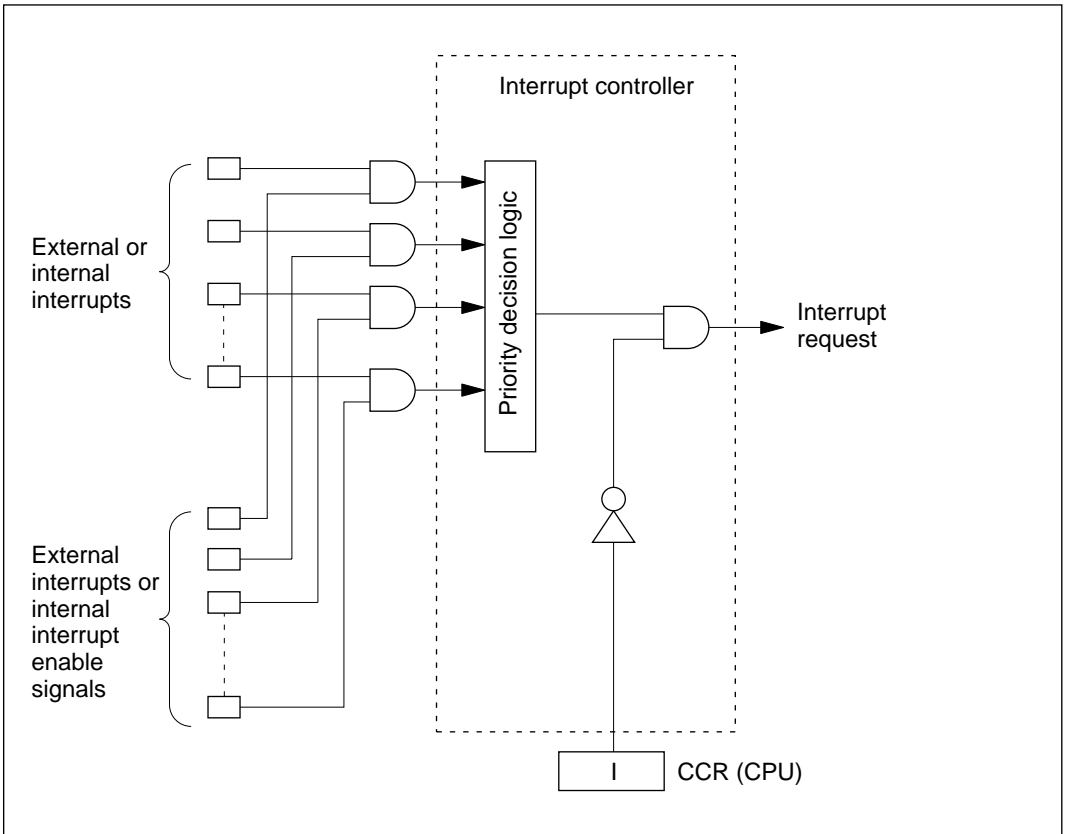 Interrupt controller
External or
internal
interrupts
Priority decision logic
Interrupt
request
External
interrupts or
internal
interrupt
enable
signals
I
CCR (CPU)